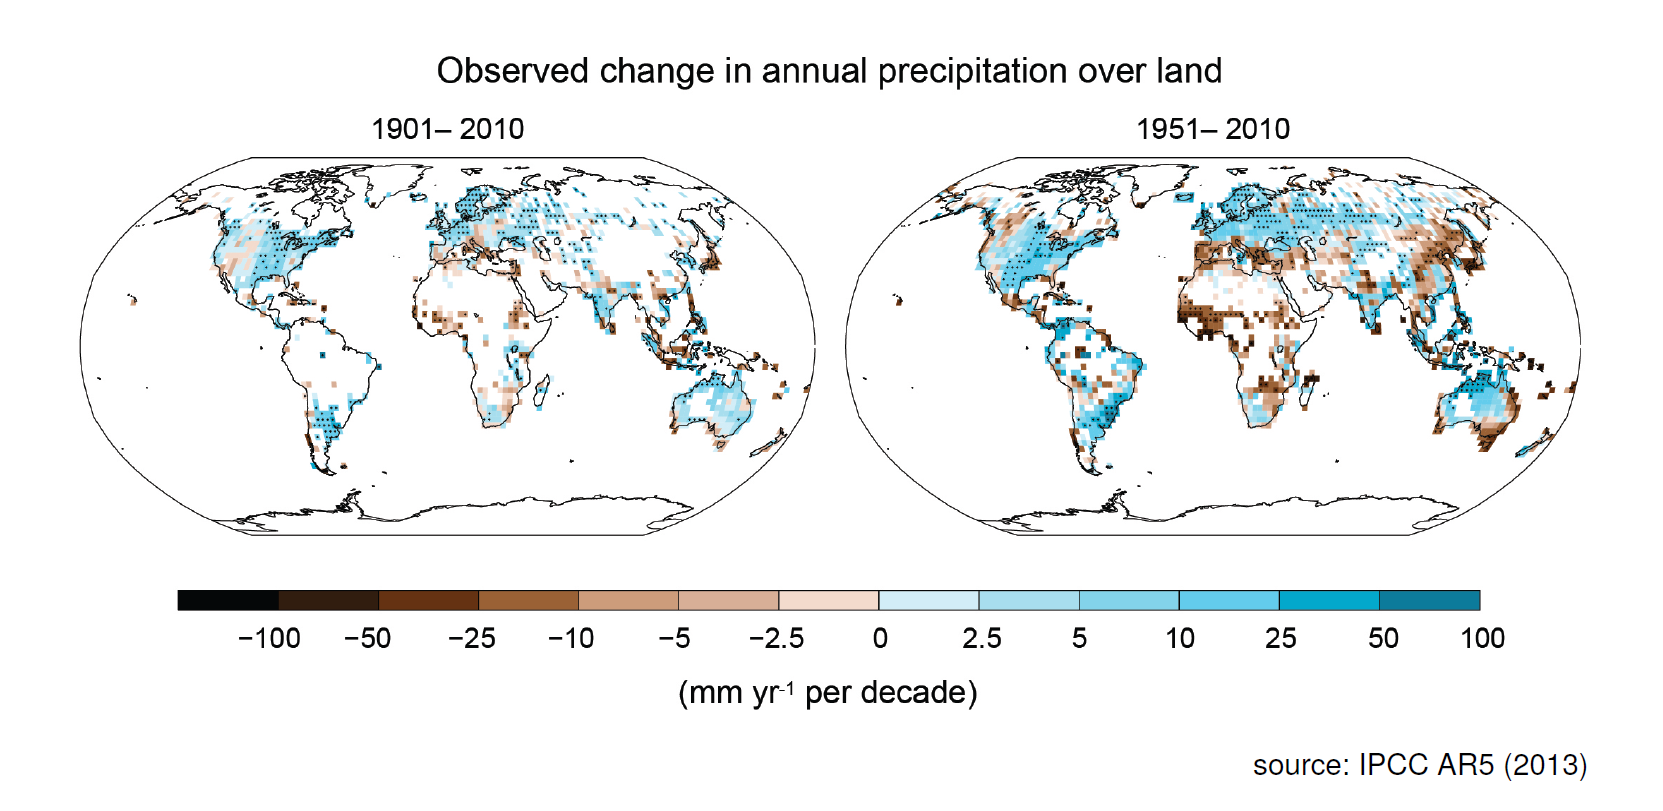 Observed change in annual precipitation over land
1901– 2010
1951– 2010
−100 −50 −25 −10 −5 −2.5 0 2.5 5 10 25 50 100
(mm yr-1 per decade)
source: IPCC AR5 (2013)